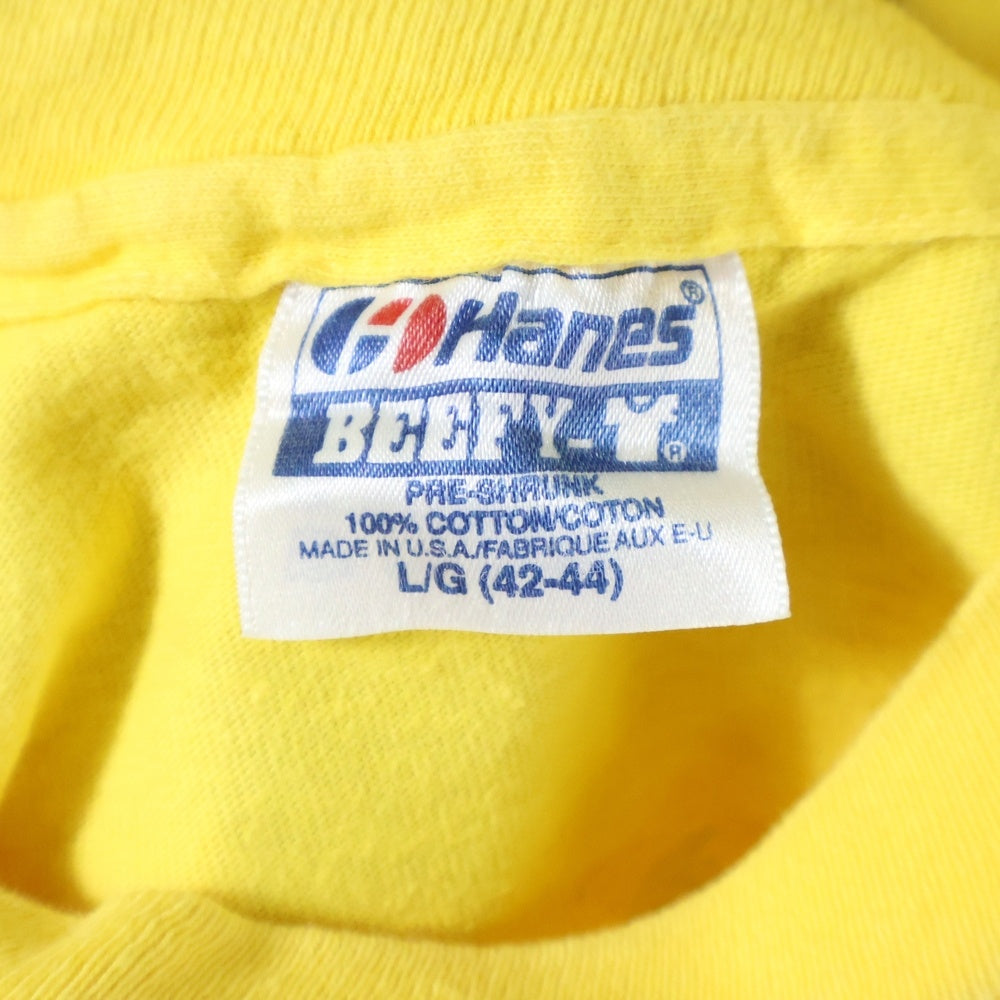 Hanes®
BEEFY-T®
PRE-SHRUNK
100% COTTON/COTON
MADE IN U.S.A./FABRIQUE AUX E-U
L/G (42-44)